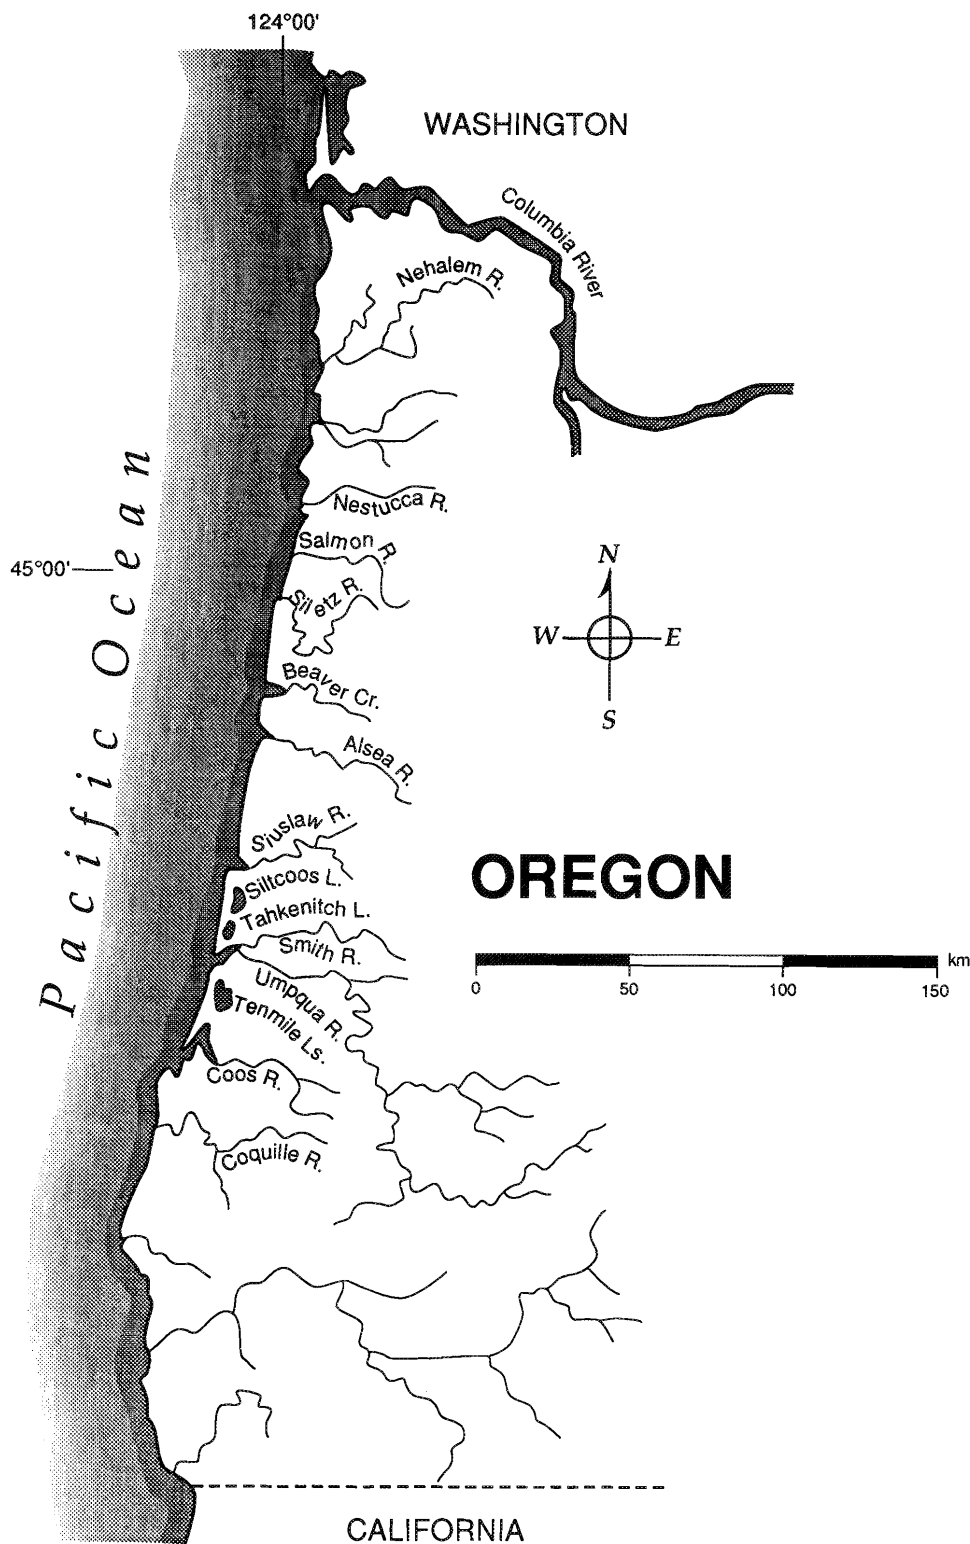 124°00'
WASHINGTON
Columbia River
Nehalem R.
Pacific Ocean
Nestucca R.
Salmon R.
45°00'
N
W
E
S
Siletz R.
Beaver Cr.
Alsea R.
Siuslaw R.
OREGON
Siltcoos L.
Tahkenitch L.
Smith R.
km
0 50 100 150
Umpqua R.
Tenmile Ls.
Coos R.
Coquille R.
CALIFORNIA